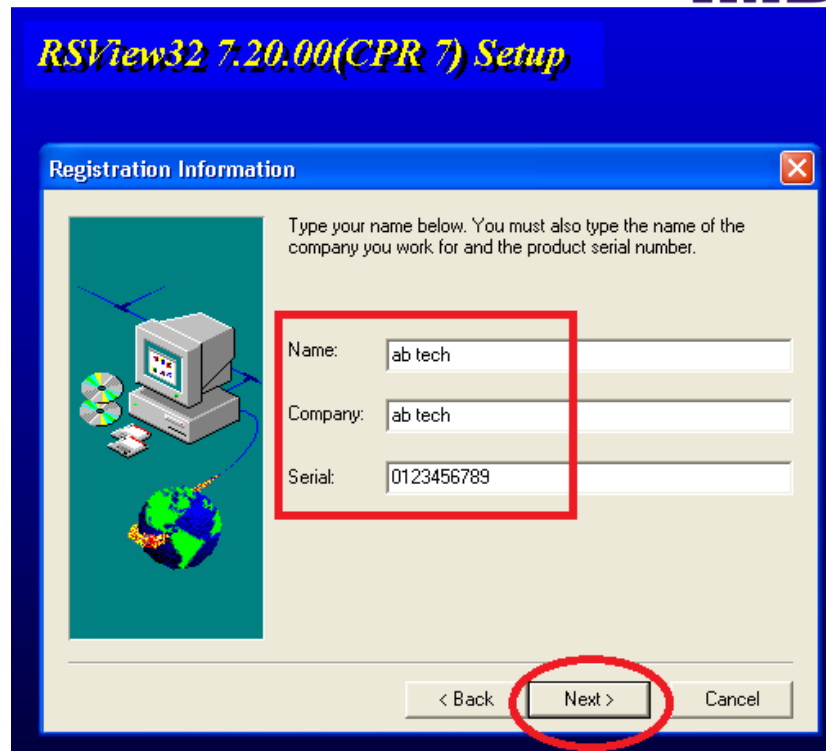 RSView32 7.20.00(CPR 7) Setup
Registration Information
Type your name below. You must also type the name of the
company you work for and the product serial number.
Name: ab tech
Company: ab tech
Serial: 0123456789
< Back Next > Cancel